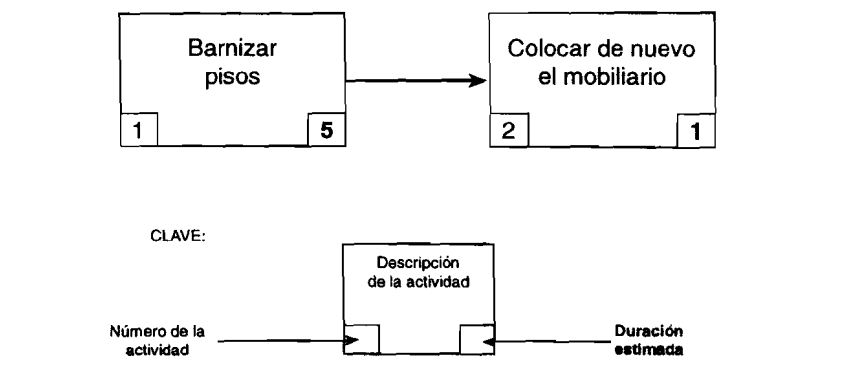 Barnizar
pisos
1
5
Colocar de nuevo
el mobiliario
2
1
CLAVE:
Descripción
de la actividad
Número de la
actividad
Duración
estimada